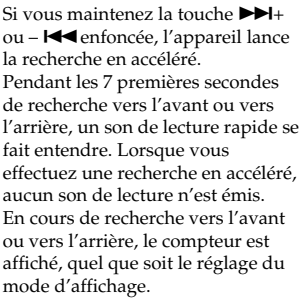 Si vous maintenez la touche ▶▶I+
ou – I◀◀ enfoncée, l'appareil lance
la recherche en accéléré.
Pendant les 7 premières secondes
de recherche vers l'avant ou vers
l'arrière, un son de lecture rapide se
fait entendre. Lorsque vous
effectuez une recherche en accéléré,
aucun son de lecture n'est émis.
En cours de recherche vers l'avant
ou vers l'arrière, le compteur est
affiché, quel que soit le réglage du
mode d'affichage.